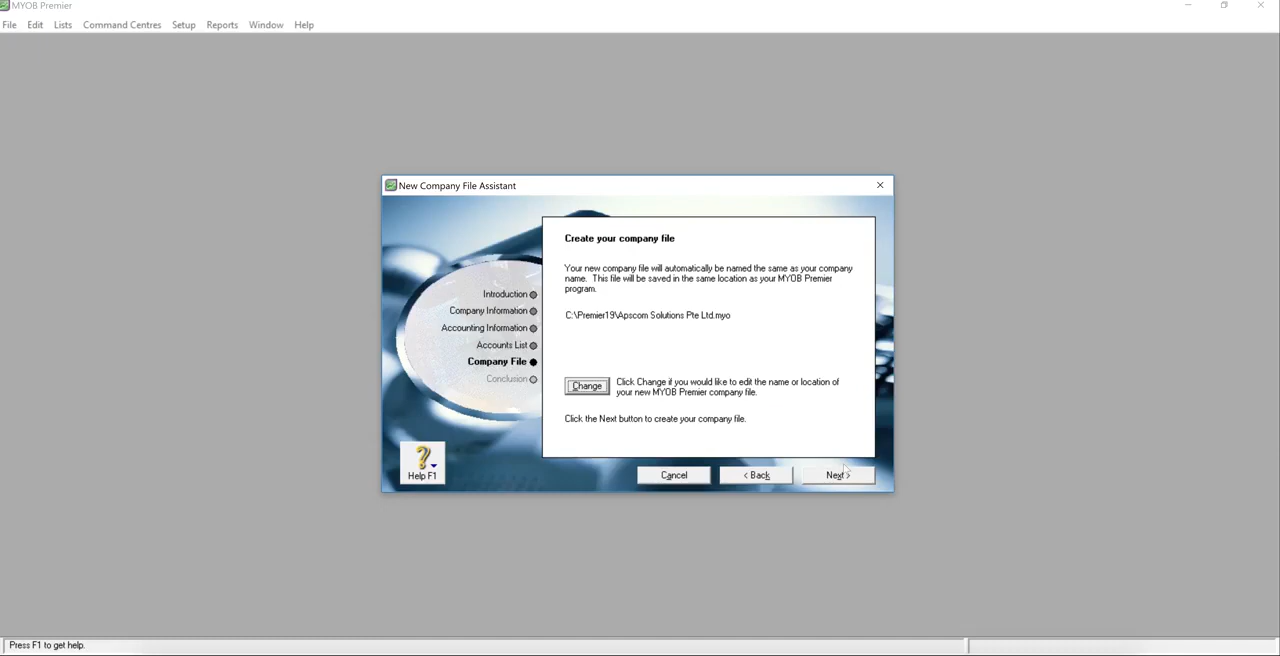 MYOB Premier
File Edit Lists Command Centres Setup Reports Window Help
New Company File Assistant
Introduction
Company Information
Accounting Information
Accounts List
Company File
Conclusion
Create your company file
Your new company file will automatically be named the same as your company
name. This file will be saved in the same location as your MYOB Premier
program.
C:\Premier19\Apscom Solutions Pte Ltd.myo
Change
Click Change if you would like to edit the name or location of
your new MYOB Premier company file.
Click the Next button to create your company file.
? Help F1
Cancel < Back Next >
Press F1 to get help.